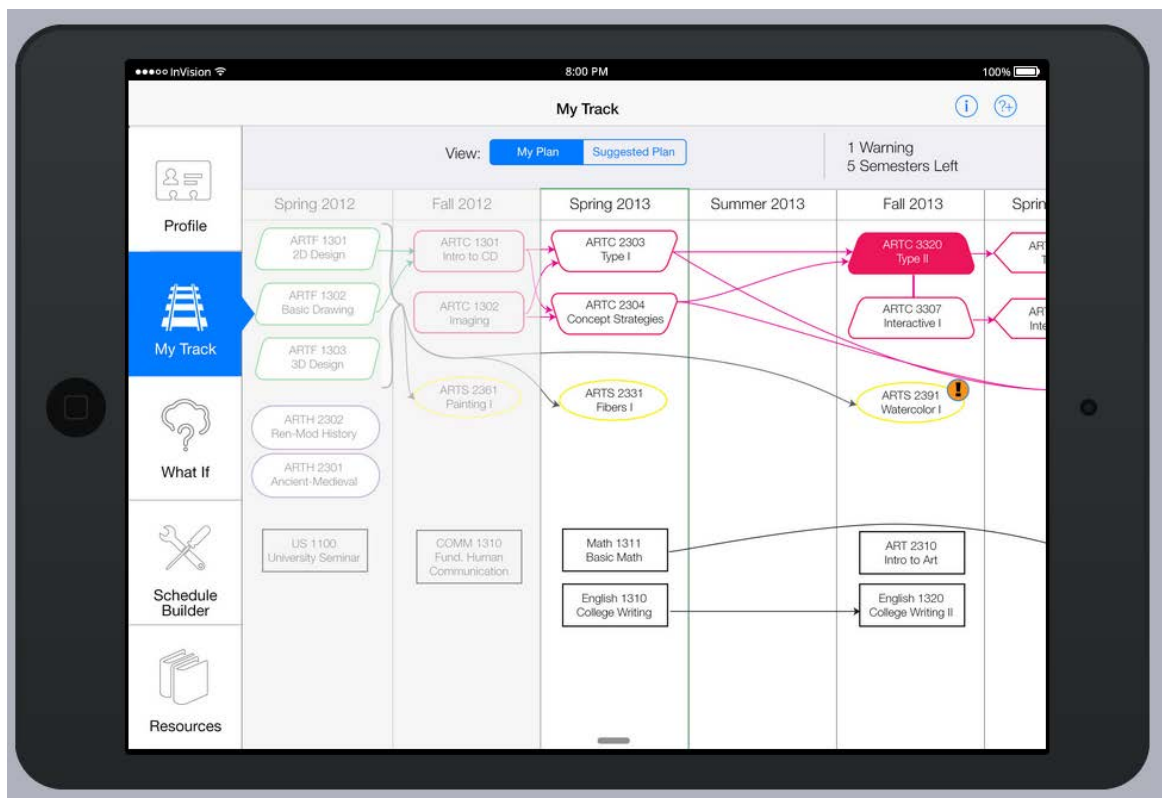 InVision
8:00 PM
100%
My Track
i
?+
View:
My Plan
Suggested Plan
1 Warning
5 Semesters Left
Profile
My Track
What If
Schedule
Builder
Resources
Spring 2012
Fall 2012
Spring 2013
Summer 2013
Fall 2013
Sprin
ARTF 1301
2D Design
ARTF 1302
Basic Drawing
ARTF 1303
3D Design
ARTH 2302
Ren-Mod History
ARTH 2301
Ancient-Medieval
US 1100
University Seminar
ARTC 1301
Intro to CD
ARTC 1302
Imaging
ARTS 2361
Painting I
COMM 1310
Fund. Human
Communication
ARTC 2303
Type I
ARTC 2304
Concept Strategies
ARTS 2331
Fibers I
Math 1311
Basic Math
English 1310
College Writing
ARTC 3320
Type II
ARTC 3307
Interactive I
ARTS 2391
Watercolor I
!
ART 2310
Intro to Art
English 1320
College Writing II
AR
T
AR
Inte